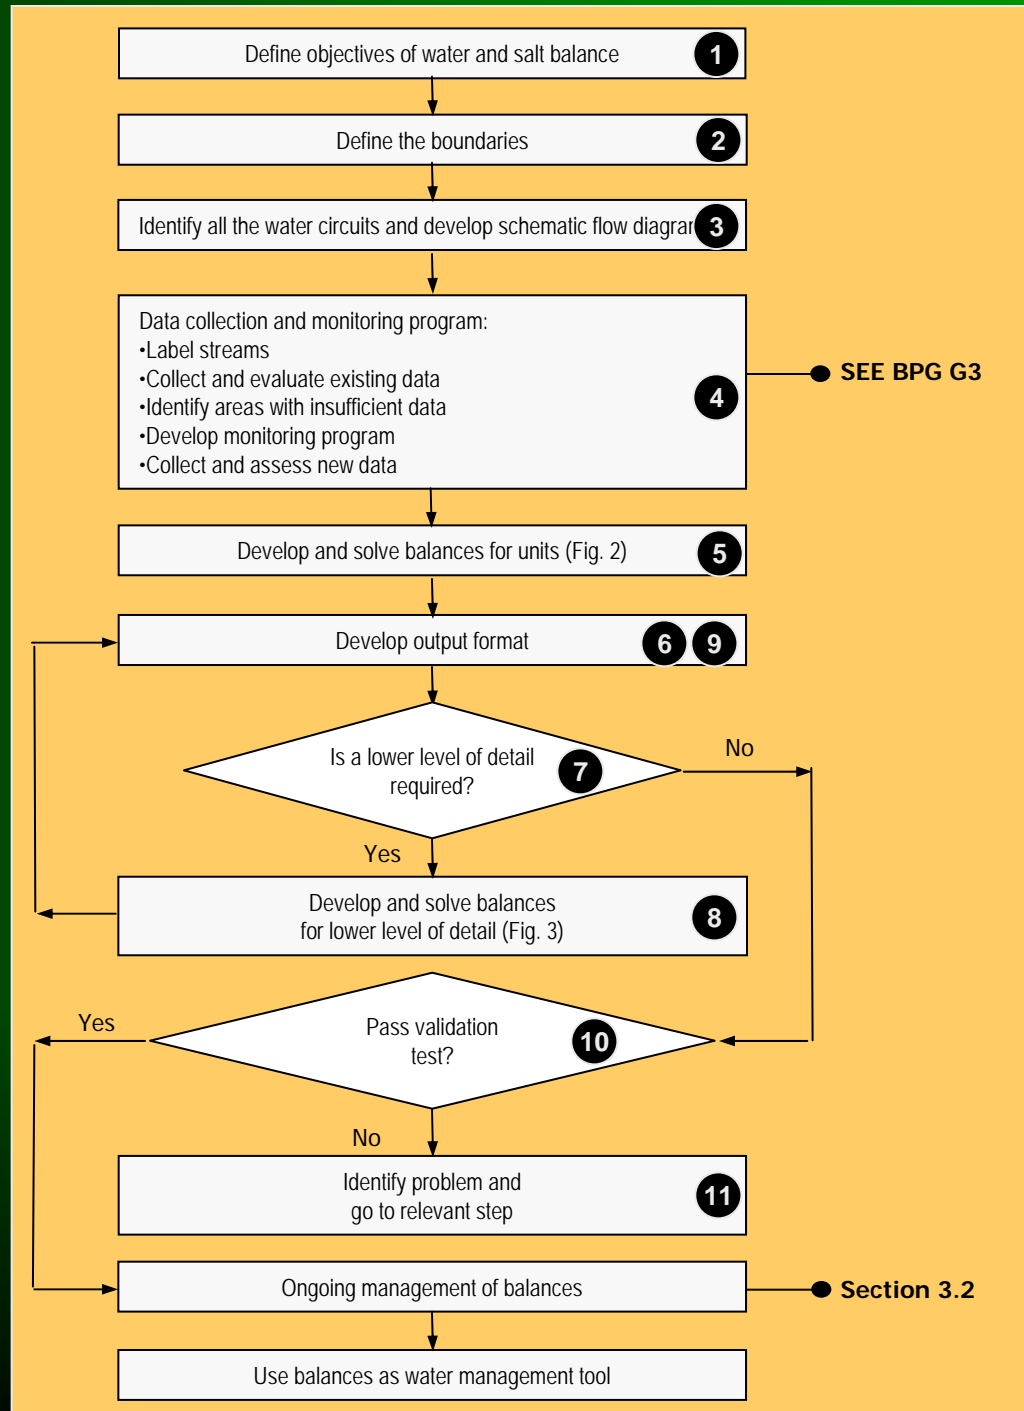 Define objectives of water and salt balance 1
Define the boundaries 2
Identify all the water circuits and develop schematic flow diagram 3
Data collection and monitoring program:
•Label streams
•Collect and evaluate existing data
•Identify areas with insufficient data
•Develop monitoring program
•Collect and assess new data
4
SEE BPG G3
Develop and solve balances for units (Fig. 2) 5
Develop output format 6 9
Is a lower level of detail
required?
7
No
Yes
Develop and solve balances
for lower level of detail (Fig. 3)
8
Pass validation
test?
10
Yes
No
Identify problem and
go to relevant step
11
Ongoing management of balances
Section 3.2
Use balances as water management tool